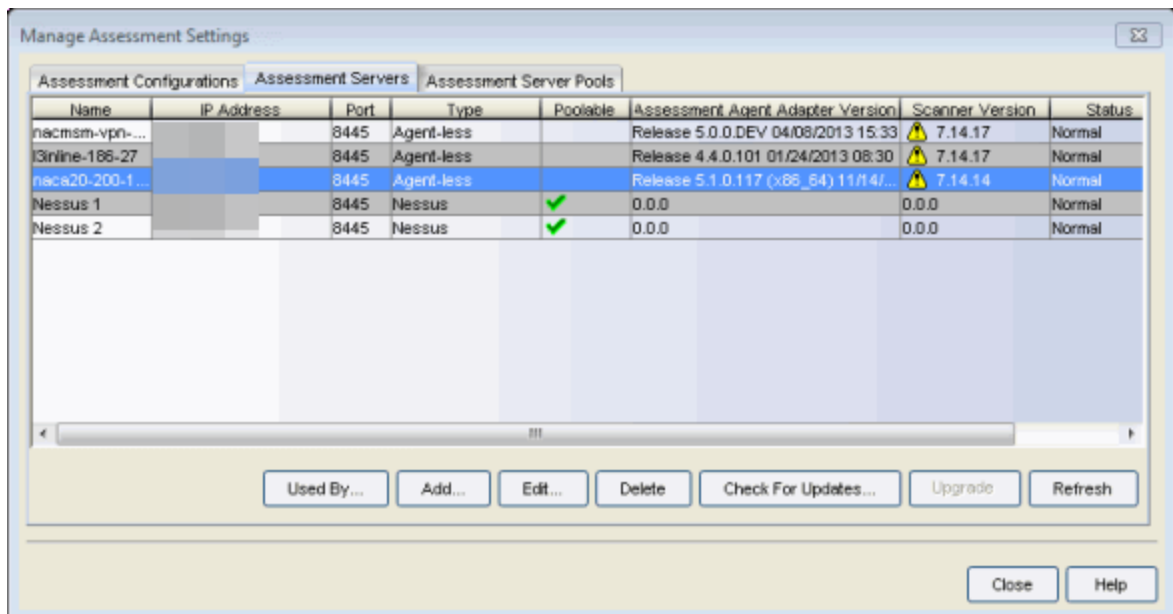 Manage Assessment Settings
Assessment Configurations Assessment Servers Assessment Server Pools
Name IP Address Port Type Poolable Assessment Agent Adapter Version Scanner Version Status
nacmsm-vpn-... 8445 Agent-less Release 5.0.0.DEV 04/08/2013 15:33 7.14.17 Normal
l3inline-186-27 8445 Agent-less Release 4.4.0.101 01/24/2013 08:30 7.14.17 Normal
naca20-200-1... 8445 Agent-less Release 5.1.0.117 (x86_64) 11/14/... 7.14.14 Normal
Nessus 1 8445 Nessus 0.0.0 0.0.0 Normal
Nessus 2 8445 Nessus 0.0.0 0.0.0 Normal
Used By... Add... Edit... Delete Check For Updates... Upgrade Refresh
Close Help